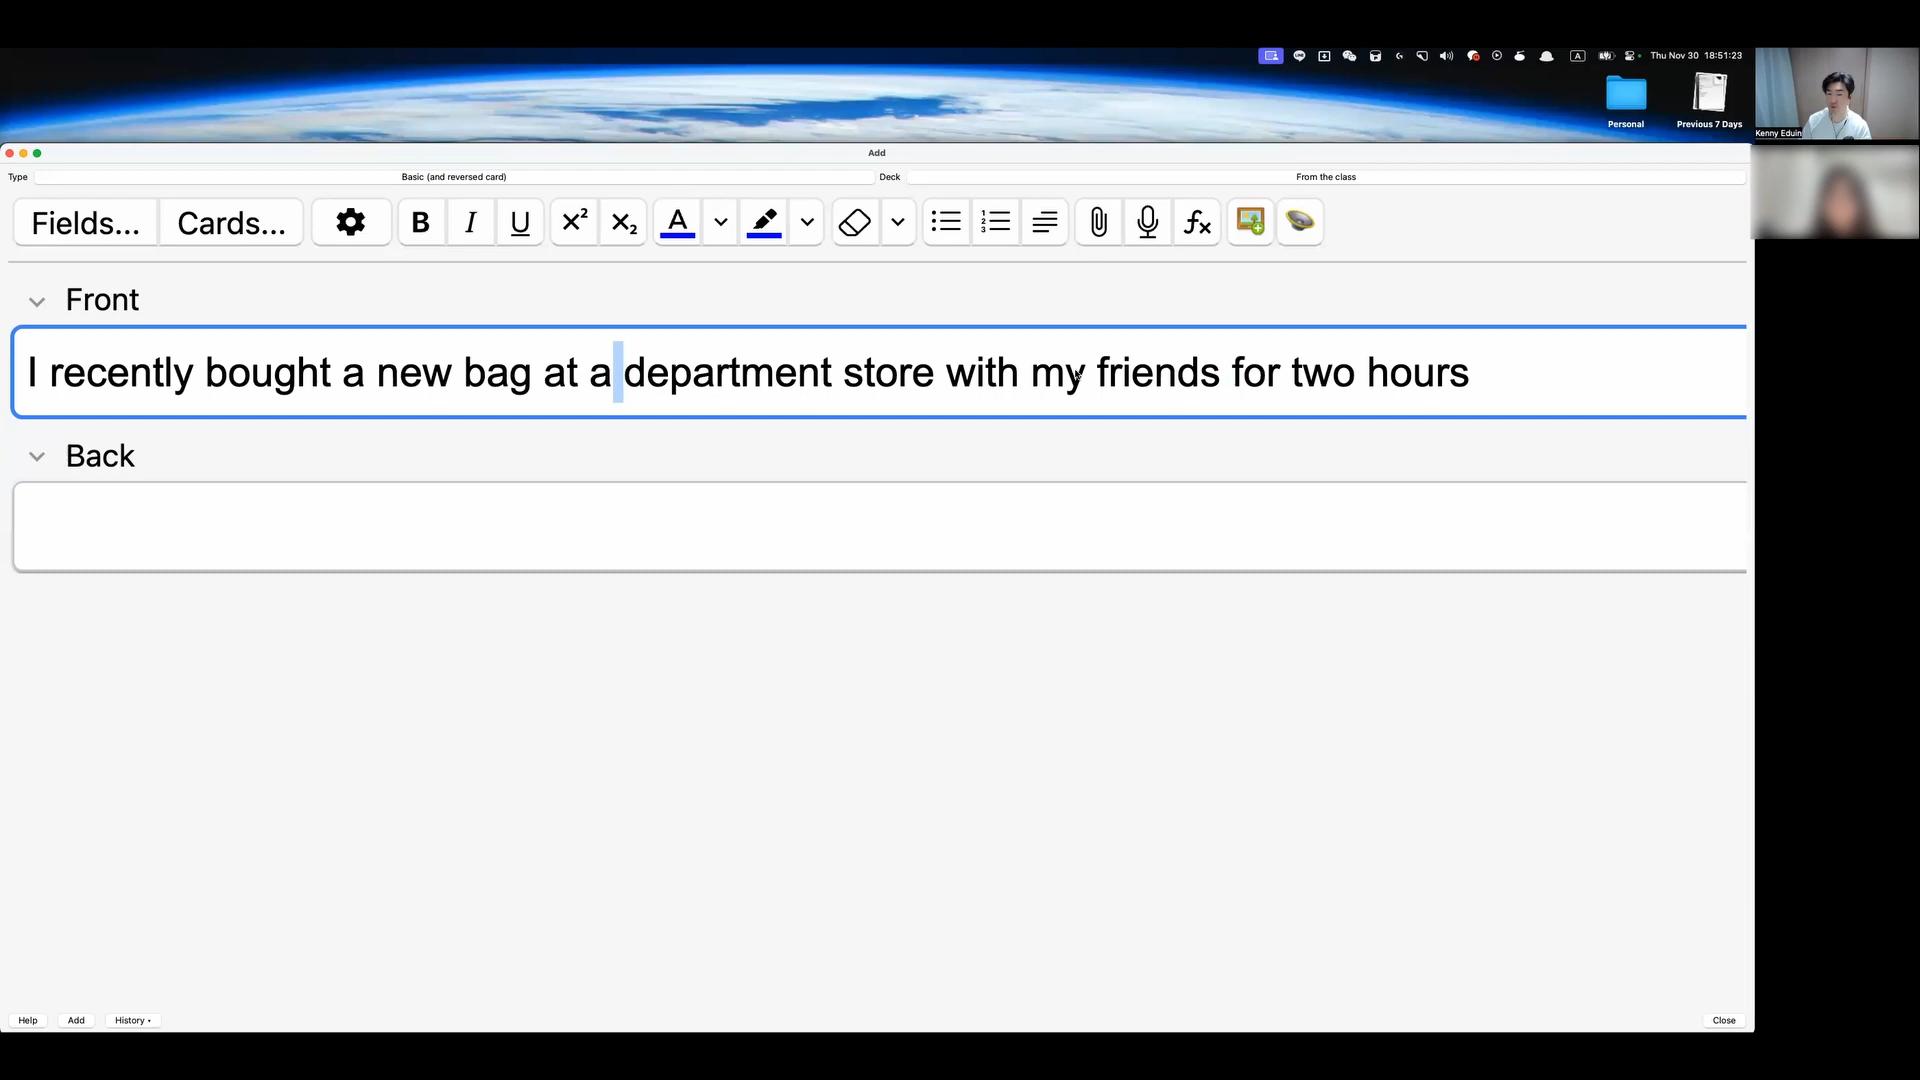 Thu Nov 30 18:51:23
Personal
Previous 7 Days
Kenny Eduin
Add
Type
Basic (and reversed card)
Deck
From the class
Fields...
Cards...
Front
I recently bought a new bag at a department store with my friends for two hours
Back
Help
Add
History
Close